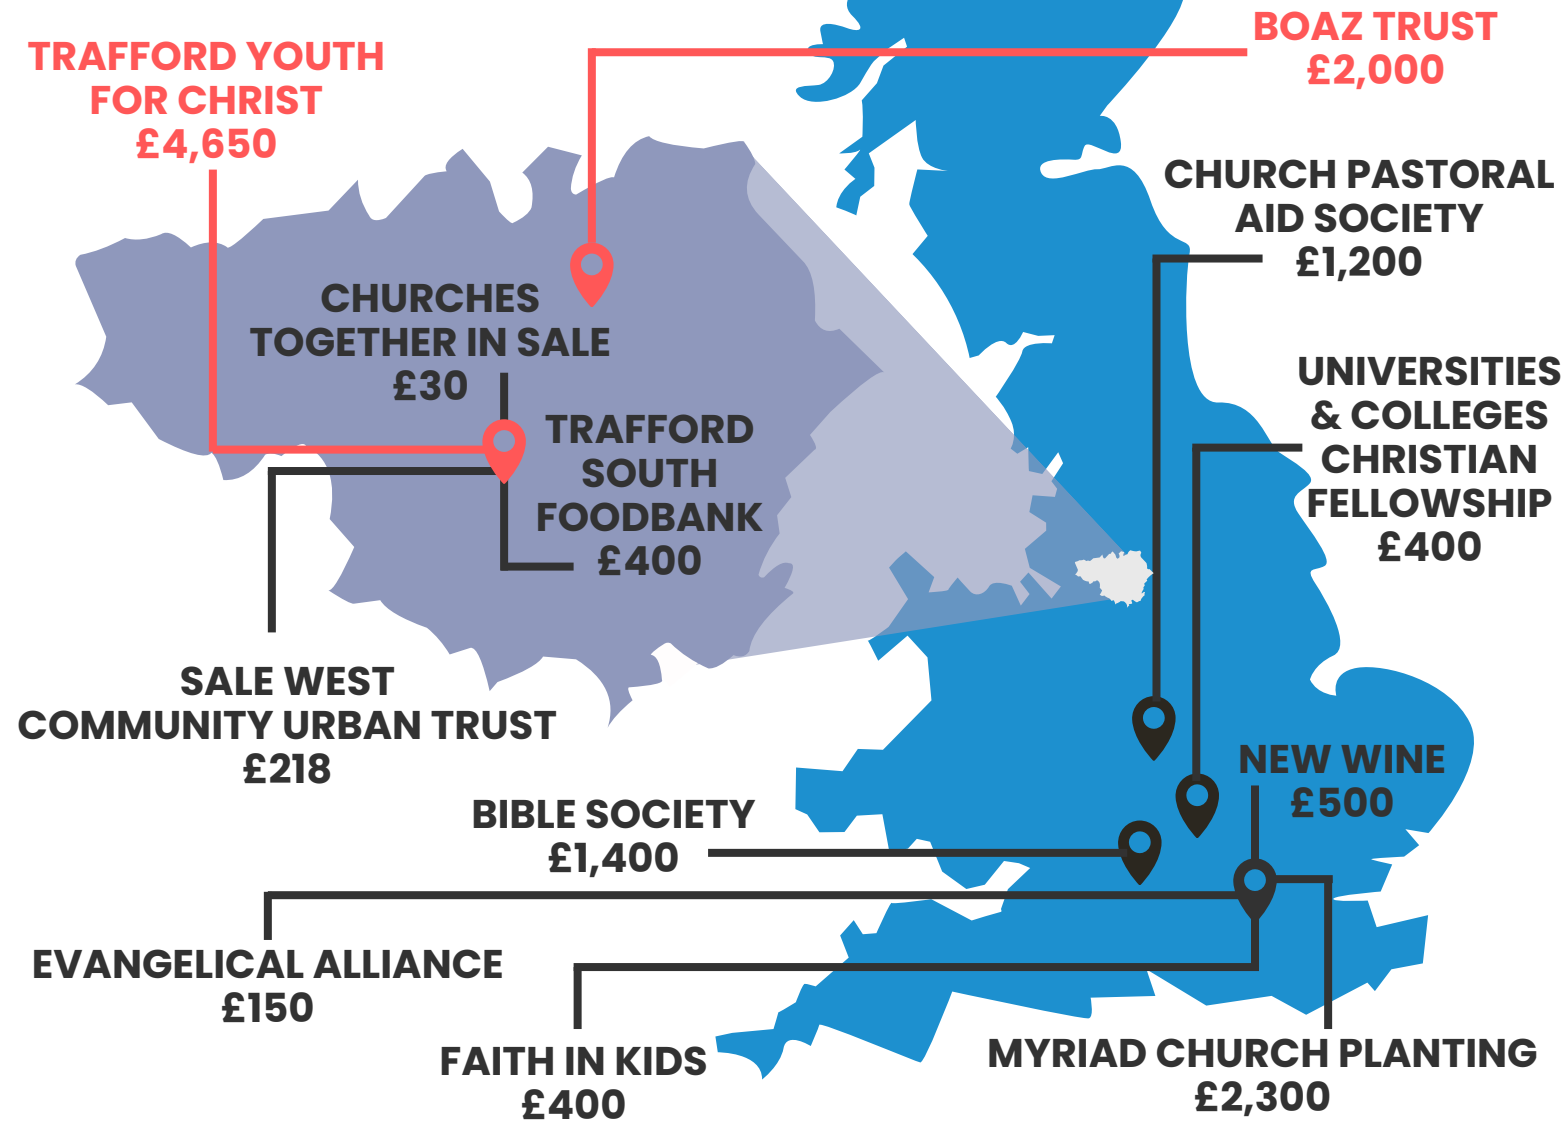 TRAFFORD YOUTH
FOR CHRIST
£4,650
BOAZ TRUST
£2,000
CHURCH PASTORAL
AID SOCIETY
£1,200
CHURCHES
TOGETHER IN SALE
£30
UNIVERSITIES
& COLLEGES
CHRISTIAN
FELLOWSHIP
£400
TRAFFORD
SOUTH
FOODBANK
£400
SALE WEST
COMMUNITY URBAN TRUST
£218
NEW WINE
£500
BIBLE SOCIETY
£1,400
EVANGELICAL ALLIANCE
£150
FAITH IN KIDS
£400
MYRIAD CHURCH PLANTING
£2,300